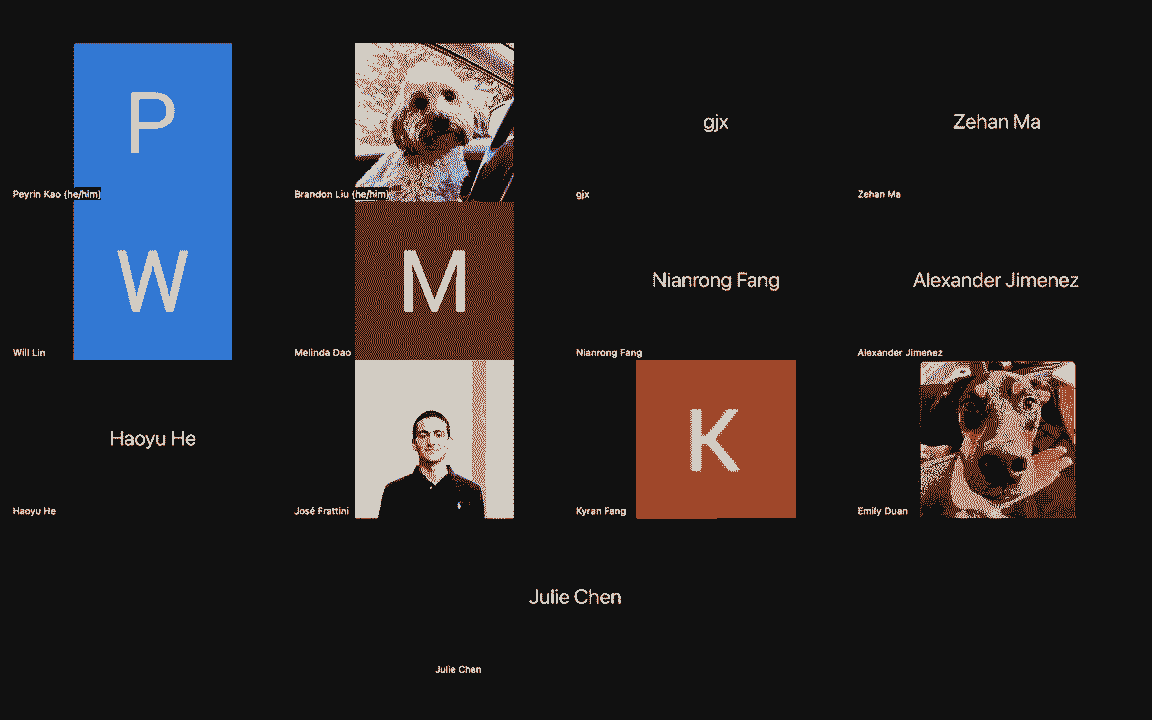 P
gjx
Zehan Ma
Peyrin Kao (he/him)
Brandon Liu (he/him)
gjx
Zehan Ma
W
M
Nianrong Fang
Alexander Jimenez
Will Lin
Melinda Dao
Nianrong Fang
Alexander Jimenez
Haoyu He
K
Haoyu He
José Frattini
Kyran Fang
Emily Duan
Julie Chen
Julie Chen